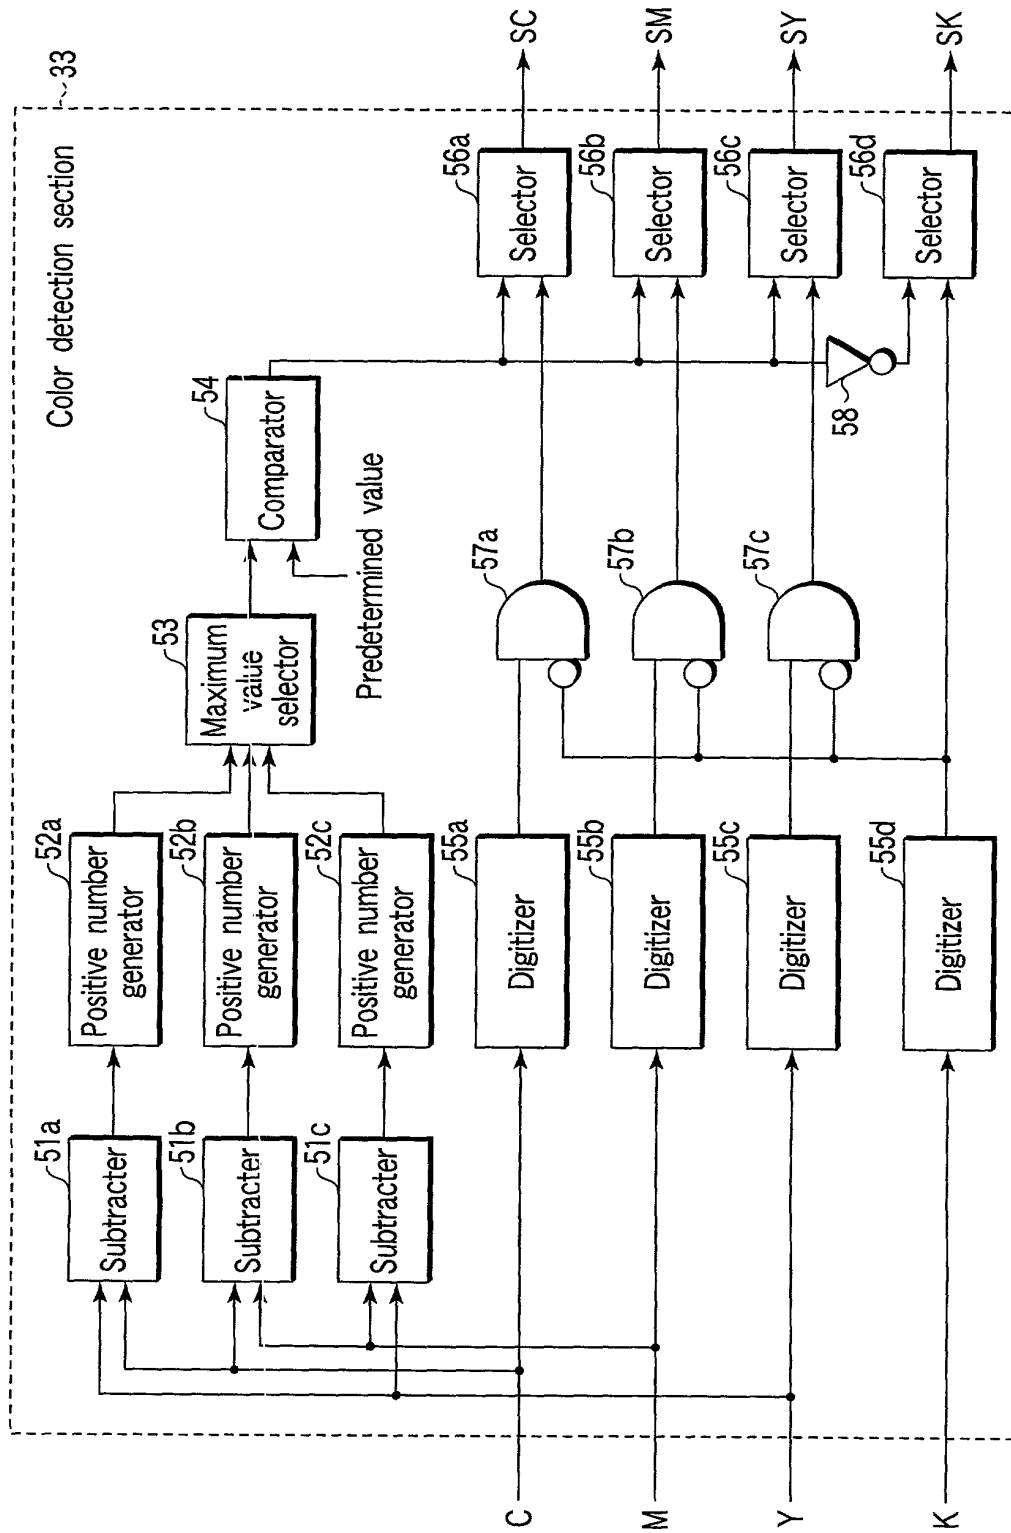 33
Color detection section
51a
Subtracter
51b
Subtracter
51c
Subtracter
52a
Positive number
generator
52b
Positive number
generator
52c
Positive number
generator
53
Maximum
value
selector
54
Comparator
Predetermined value
55a
Digitizer
55b
Digitizer
55c
Digitizer
55d
Digitizer
57a
57b
57c
58
56a
Selector
56b
Selector
56c
Selector
56d
Selector
C
M
Y
K
SC
SM
SY
SK